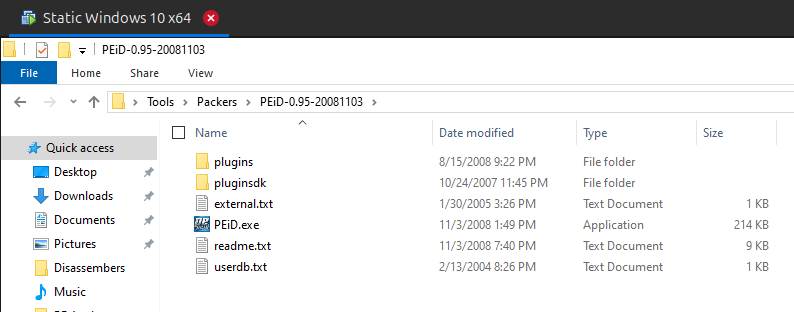 Static Windows 10 x64
PEiD-0.95-20081103
File Home Share View
Tools Packers PEiD-0.95-20081103
Name Date modified Type Size
Quick access
plugins 8/15/2008 9:22 PM File folder
Desktop
pluginsdk 10/24/2007 11:45 PM File folder
Downloads
external.txt 1/30/2005 3:26 PM Text Document 1 KB
Documents
PEiD.exe 11/3/2008 1:49 PM Application 214 KB
Pictures
readme.txt 11/3/2008 7:40 PM Text Document 9 KB
Disassembers
userdb.txt 2/13/2004 8:26 PM Text Document 1 KB
Music